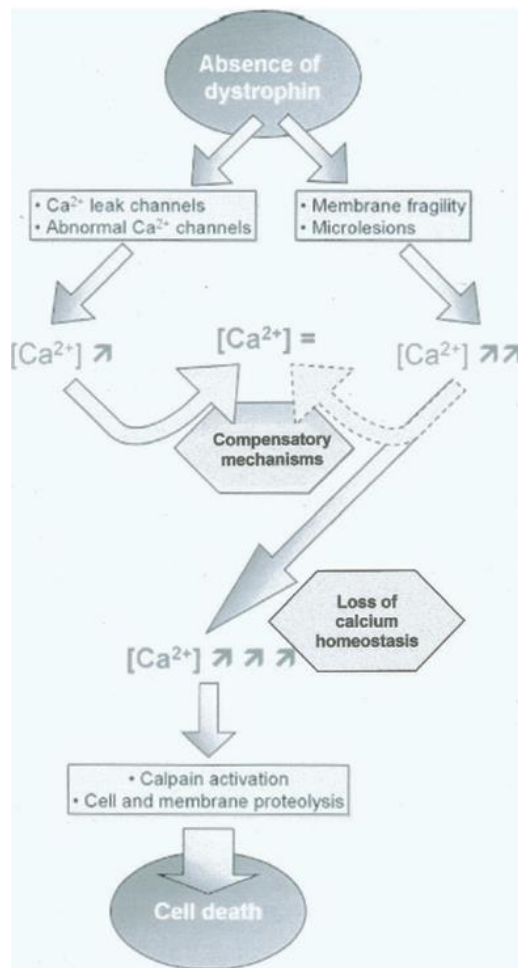 Absence of
dystrophin
• Ca²⁺ leak channels
• Abnormal Ca²⁺ channels
• Membrane fragility
• Microlesions
[Ca²⁺] ↗
[Ca²⁺] =
[Ca²⁺] ↗↗
Compensatory
mechanisms
Loss of
calcium
homeostasis
[Ca²⁺] ↗ ↗ ↗
• Calpain activation
• Cell and membrane proteolysis
Cell death